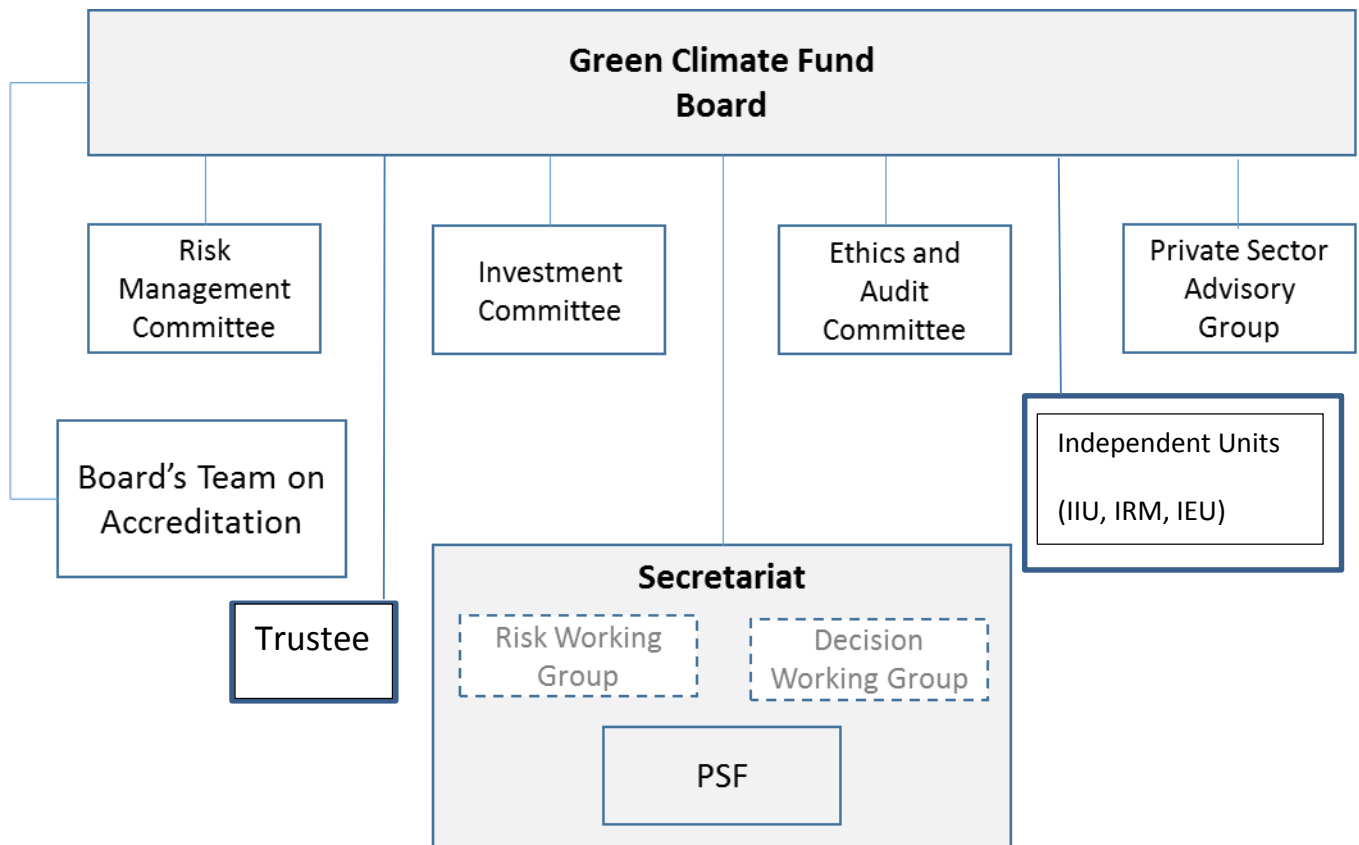 Green Climate Fund
Board
Risk
Management
Committee
Investment
Committee
Ethics and
Audit
Committee
Private Sector
Advisory
Group
Board’s Team on
Accreditation
Independent Units
(IIU, IRM, IEU)
Trustee
Secretariat
Risk Working
Group
Decision
Working Group
PSF